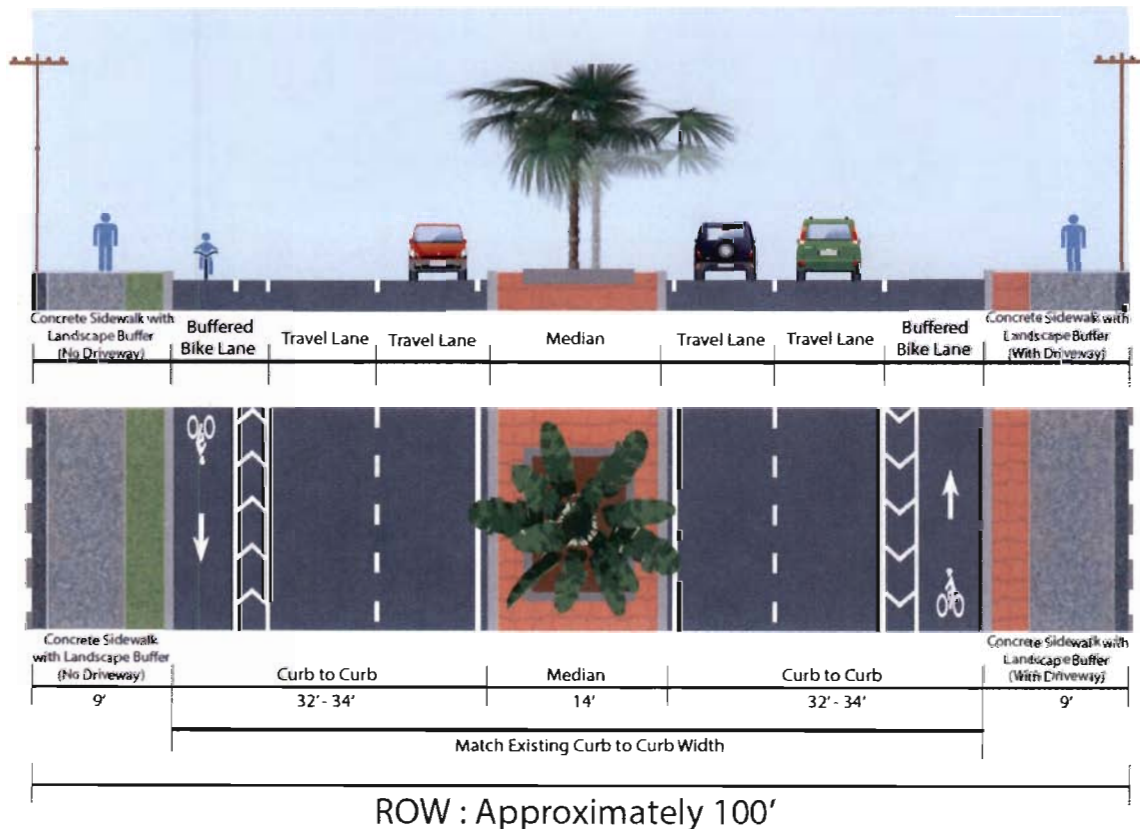 Concrete Sidewalk with
Landscape Buffer
(No Driveway)
Buffered
Bike Lane
Travel Lane
Travel Lane
Median
Travel Lane
Travel Lane
Buffered
Bike Lane
Concrete Sidewalk with
Landscape Buffer
(With Driveway)
Concrete Sidewalk
with Landscape Buffer
(No Driveway)
Curb to Curb
Median
Curb to Curb
Concrete Sidewalk with
Landscape Buffer
(With Driveway)
9'
32' - 34'
14'
32' - 34'
9'
Match Existing Curb to Curb Width
ROW : Approximately 100'